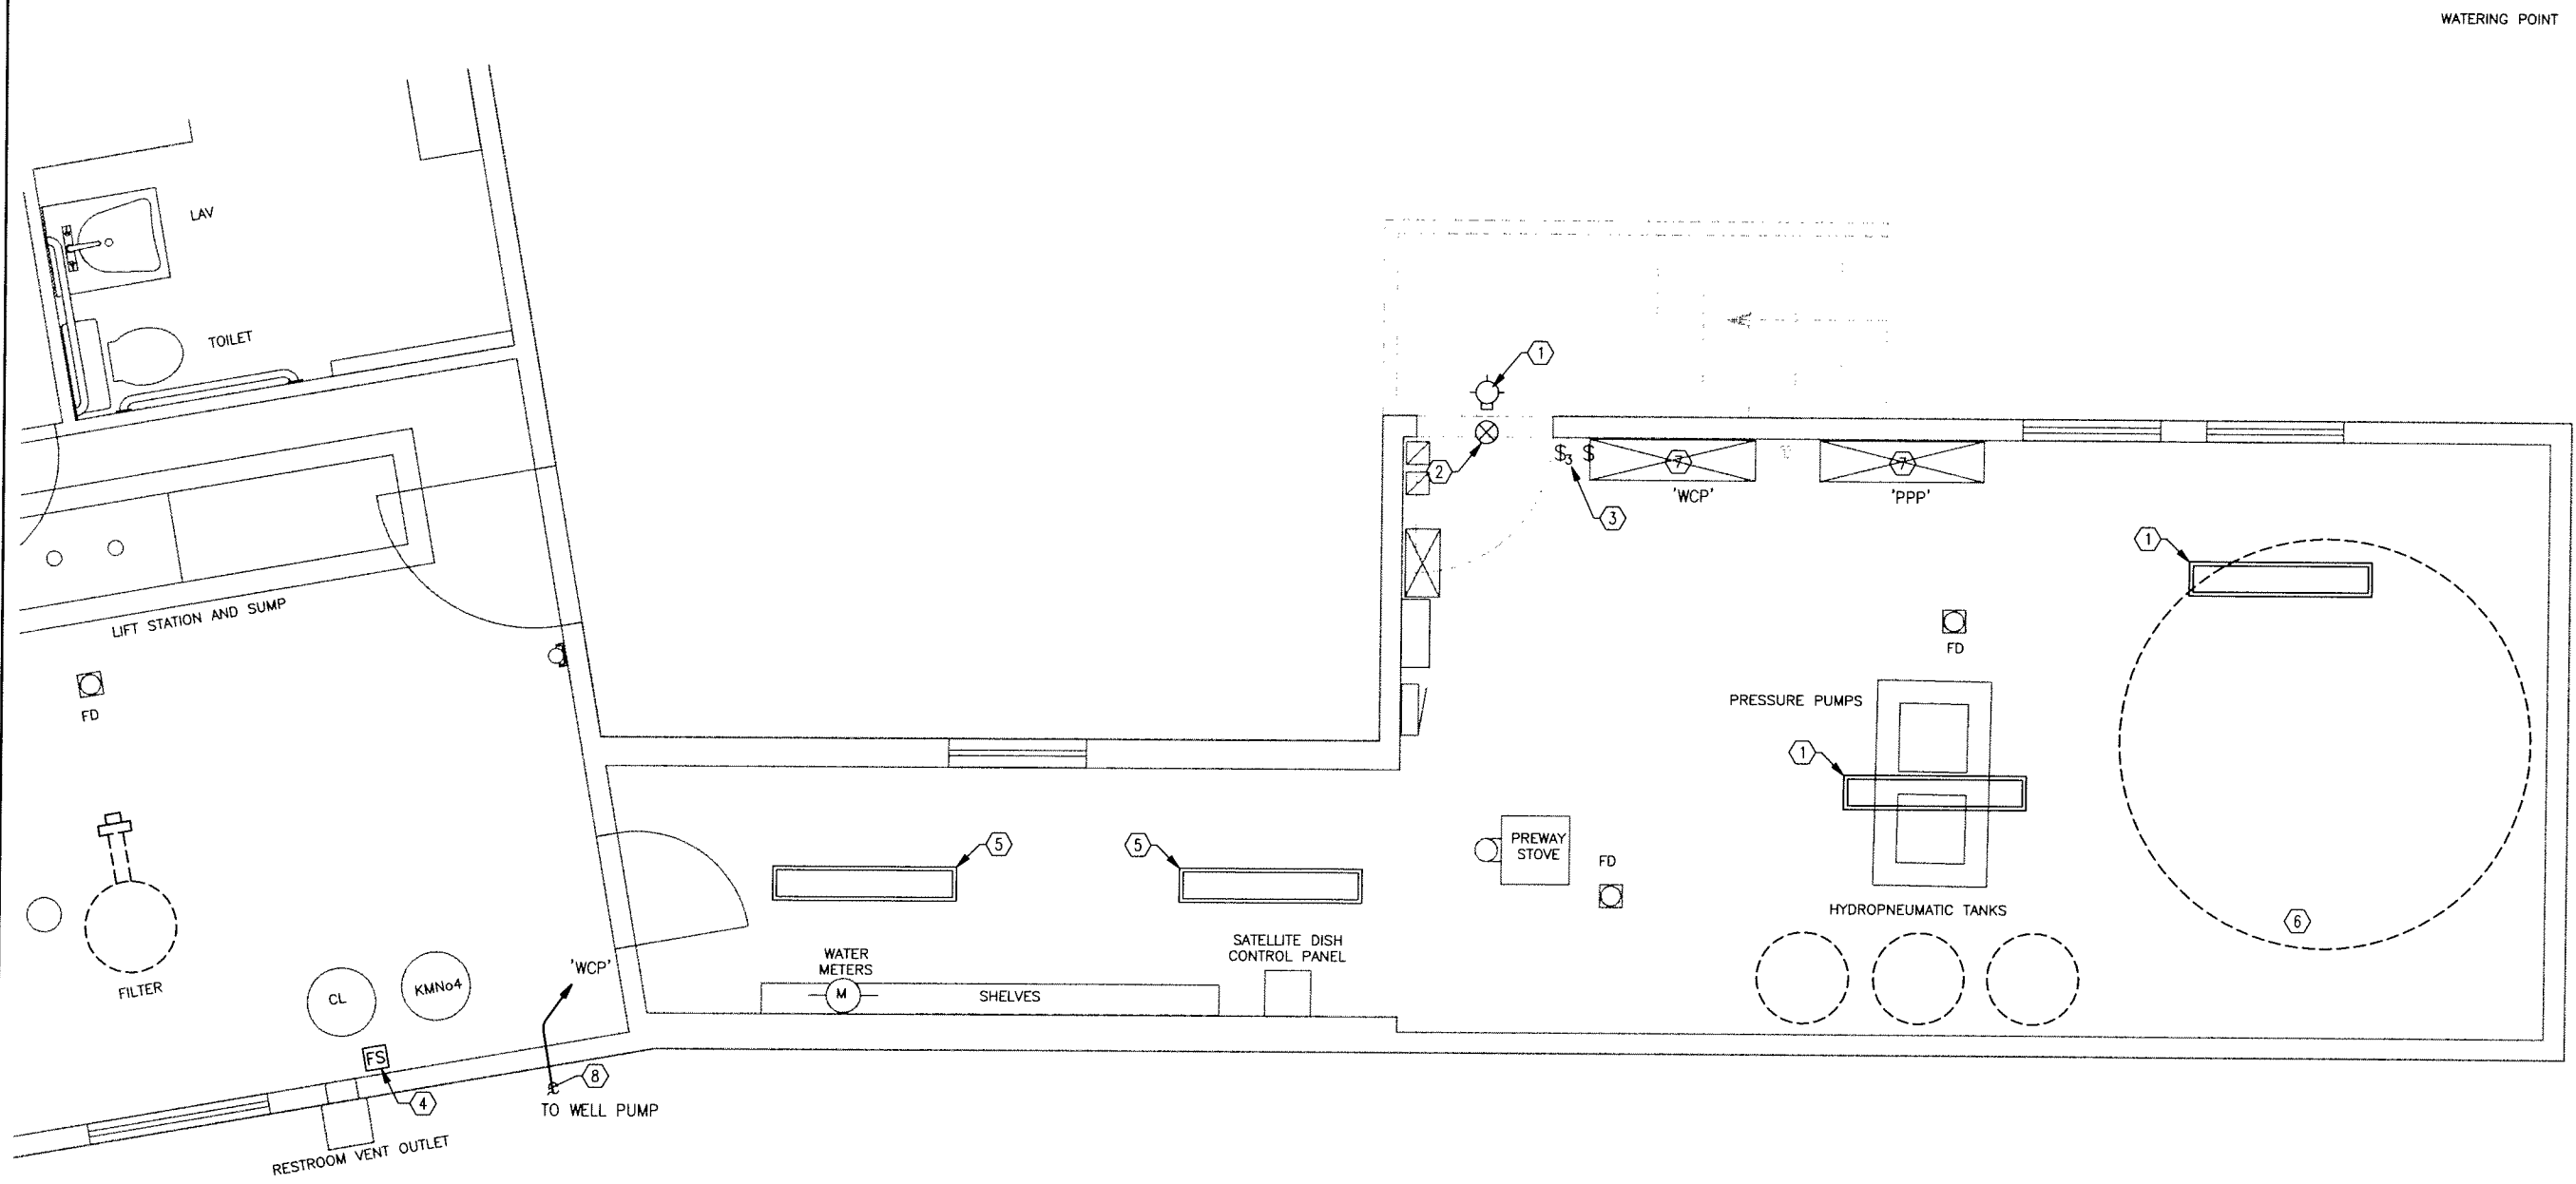 WATERING POINT
LAV
TOILET
LIFT STATION AND SUMP
FD
FILTER
CL
KMNo4
FS
4
RESTROOM VENT OUTLET
'WCP'
8
TO WELL PUMP
1
2
$3 $
3
7
'WCP'
7
'PPP'
1
FD
PRESSURE PUMPS
1
5
5
PREWAY
STOVE
FD
HYDROPNEUMATIC TANKS
6
WATER
METERS
M
SHELVES
SATELLITE DISH
CONTROL PANEL